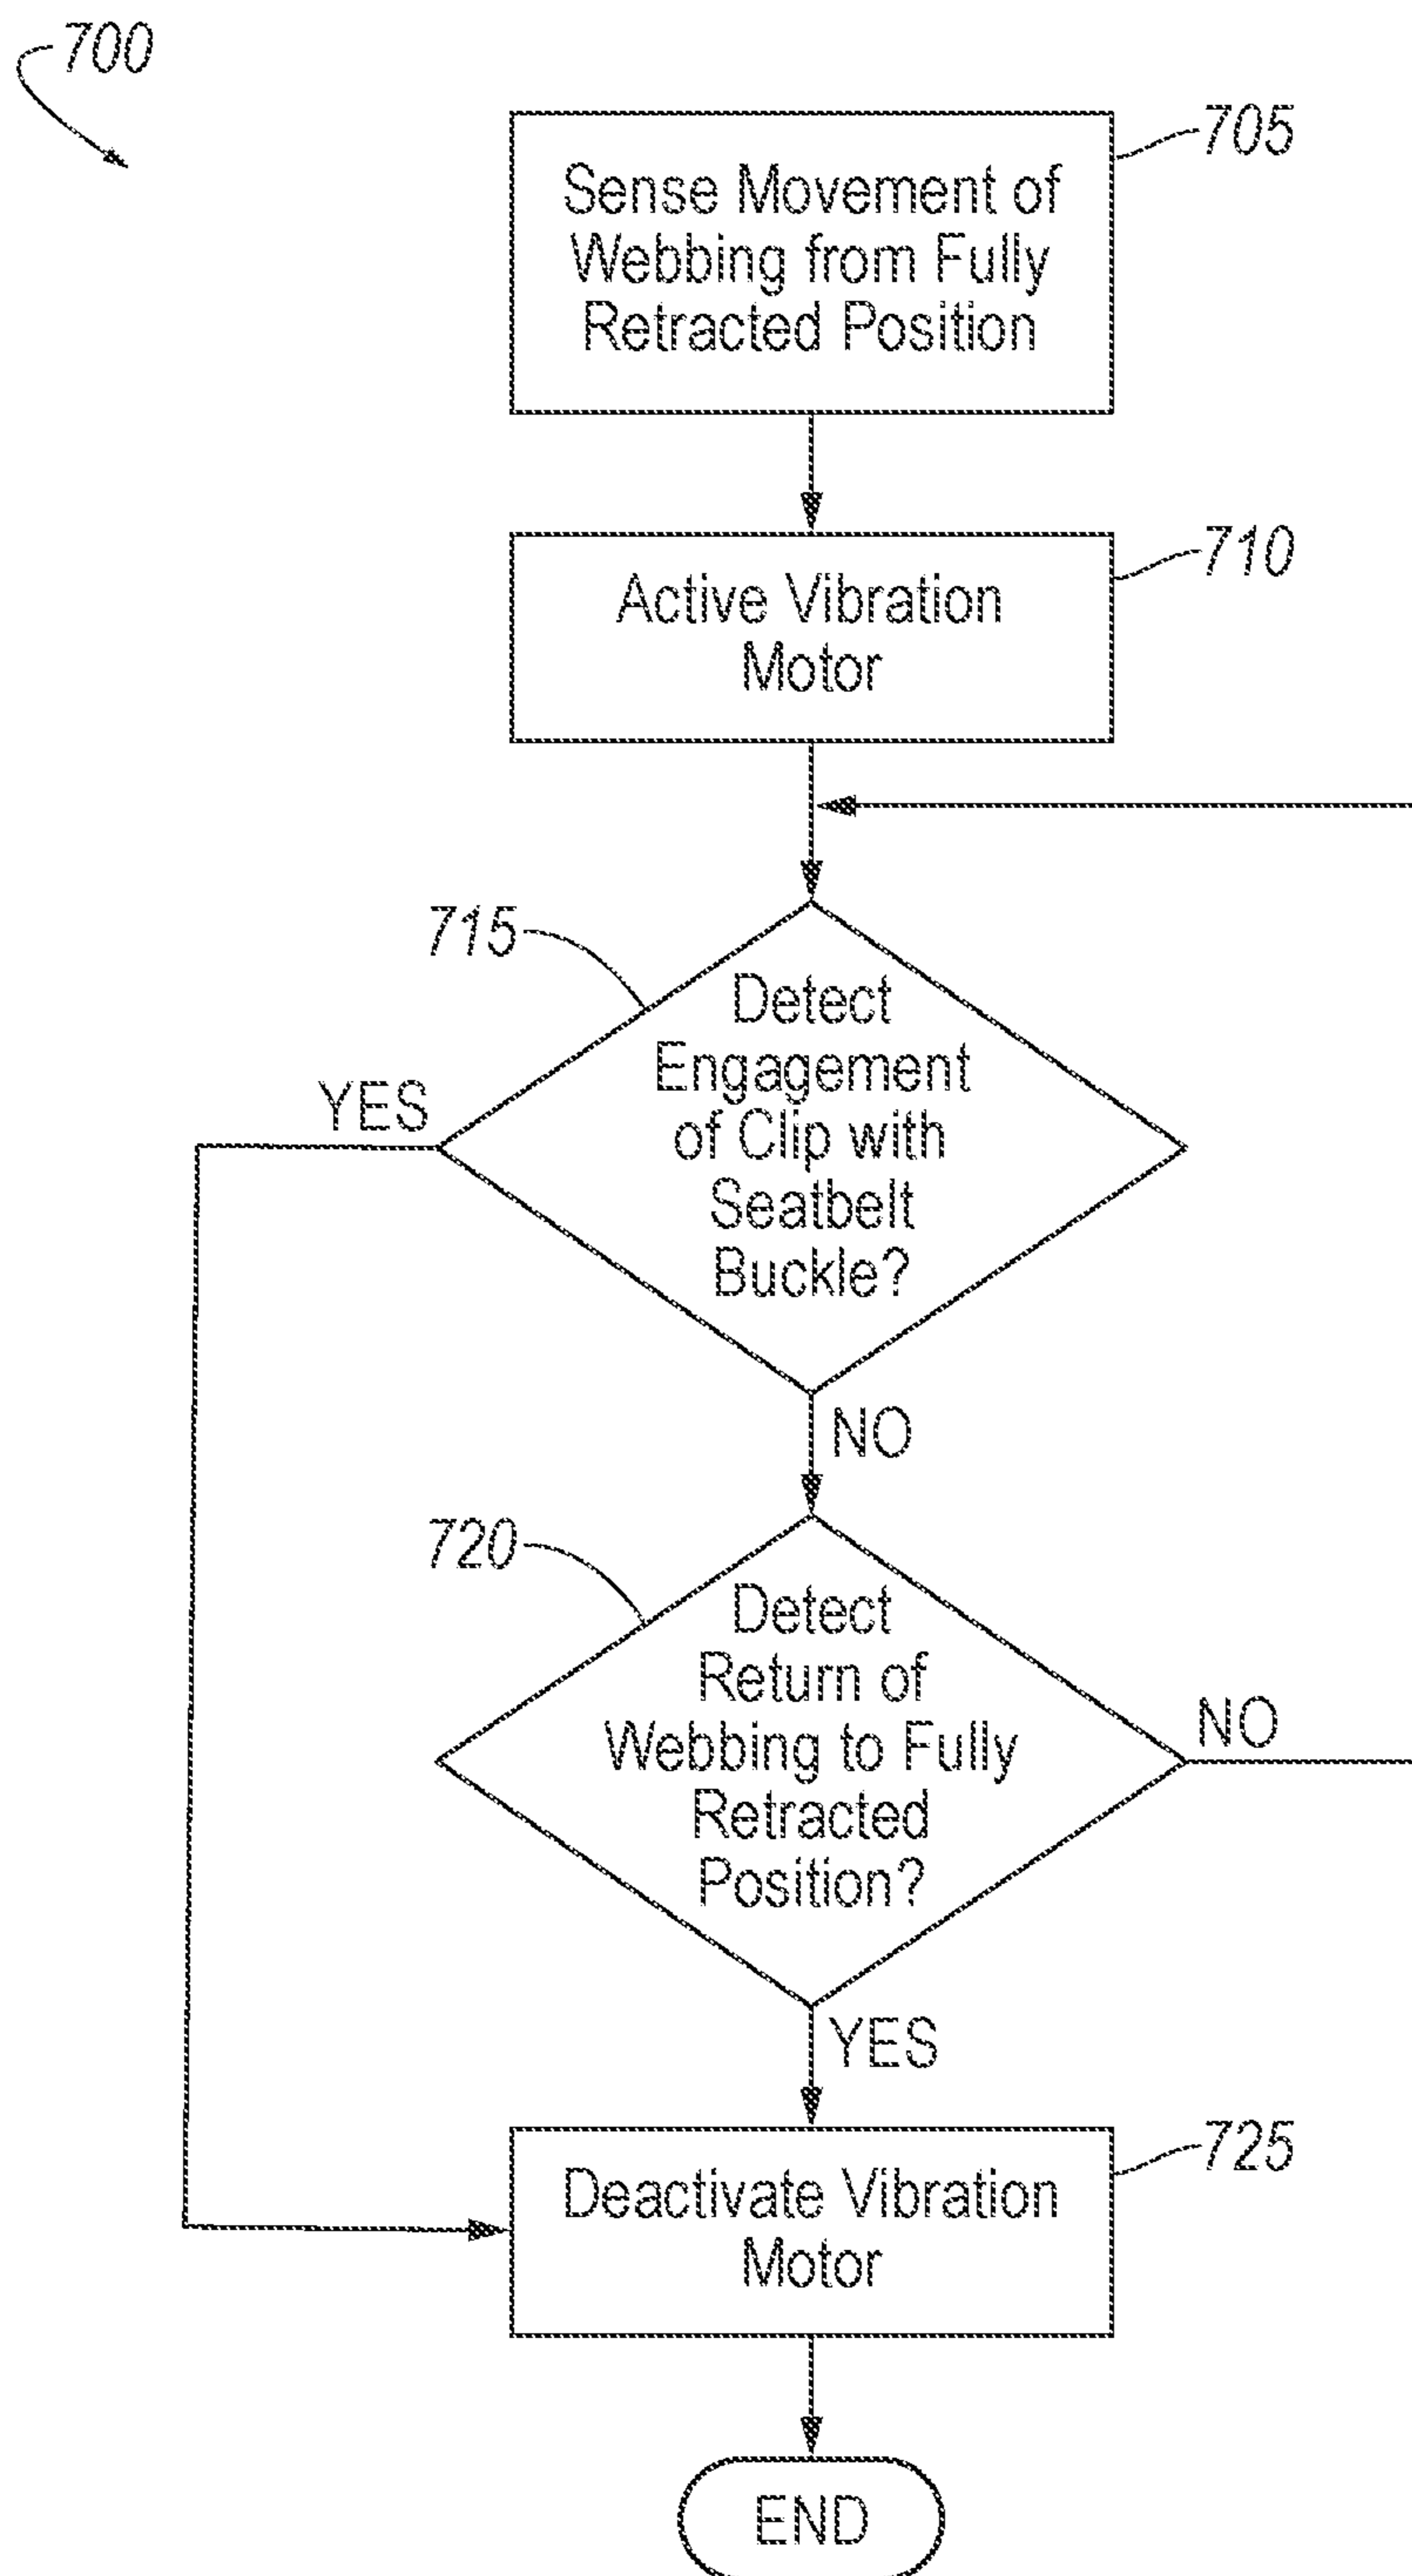 700
705
Sense Movement of
Webbing from Fully
Retracted Position
710
Active Vibration
Motor
715
Detect
Engagement
of Clip with
Seatbelt
Buckle?
YES
NO
720
Detect
Return of
Webbing to Fully
Retracted
Position?
NO
YES
725
Deactivate Vibration
Motor
END